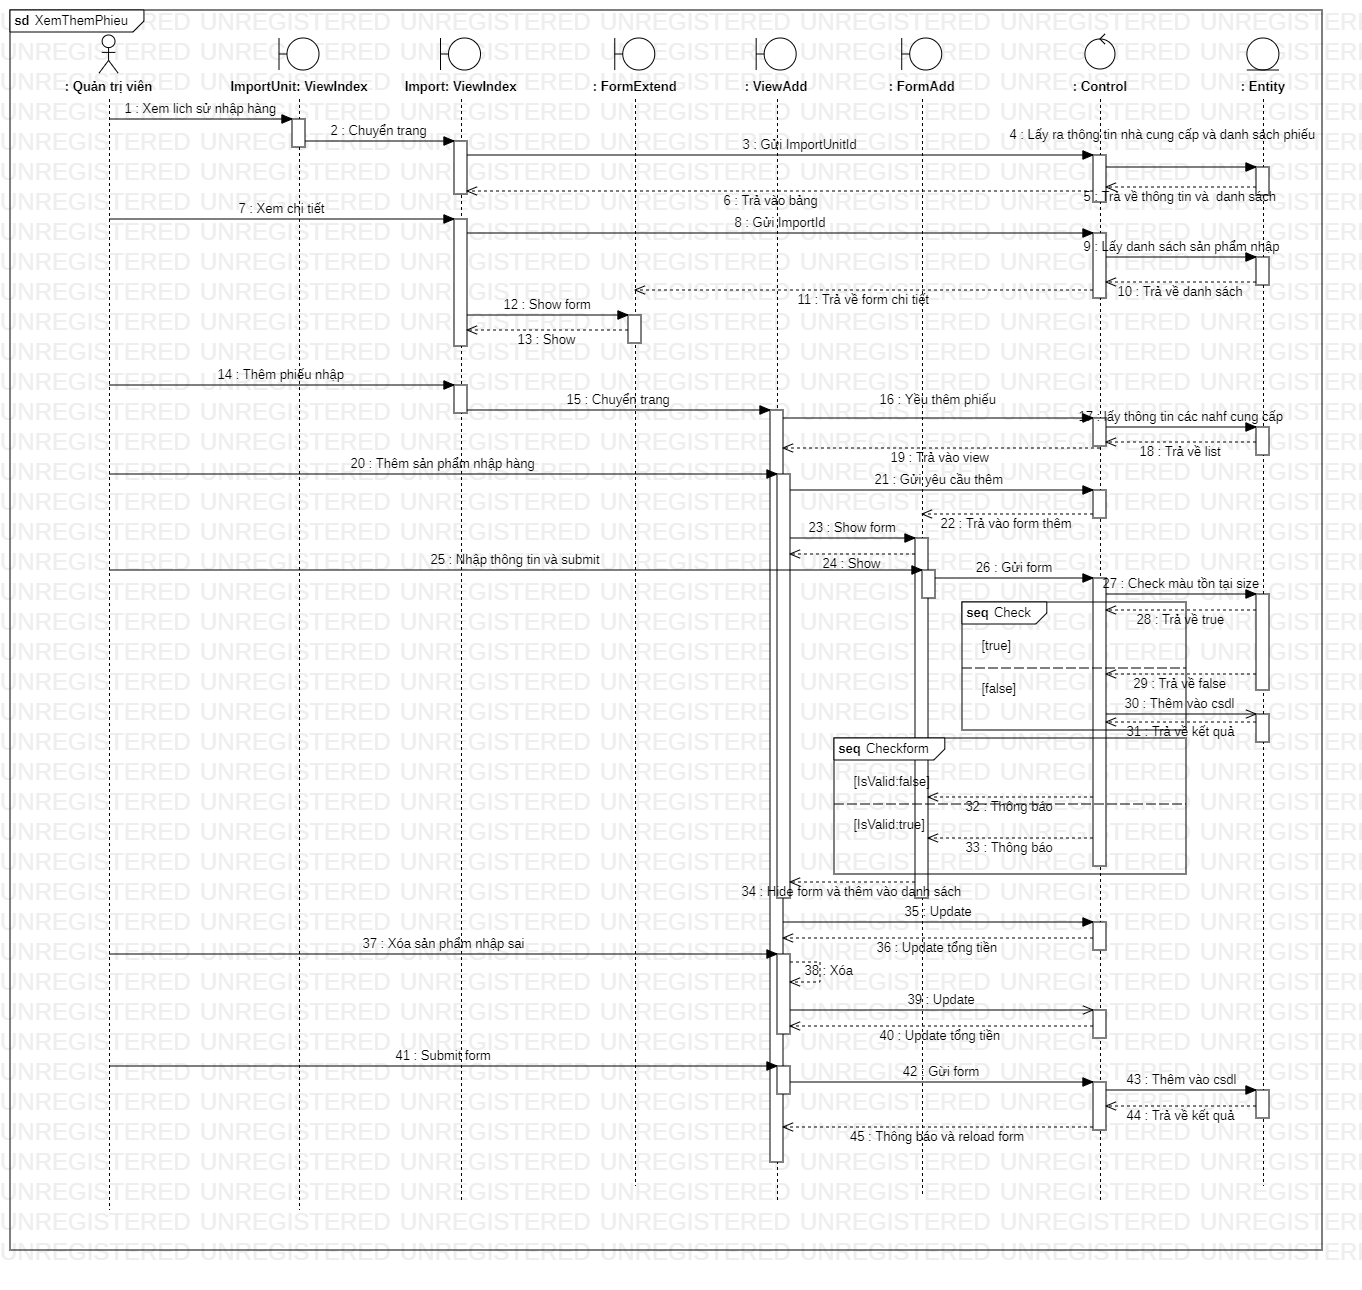 sd XemThemPhieu
: Quản trị viên
ImportUnit: ViewIndex
Import: ViewIndex
: FormExtend
: ViewAdd
: FormAdd
: Control
: Entity
1 : Xem lich sử nhập hàng
2 : Chuyển trang
3 : Gửi ImportUnitId
4 : Lấy ra thông tin nhà cung cấp và danh sách phiếu
5 : Trả về thông tin và  danh sách
6 : Trả vào bảng
7 : Xem chi tiết
8 : Gửi ImportId
9 : Lấy danh sách sản phẩm nhập
10 : Trả về danh sách
11 : Trả về form chi tiết
12 : Show form
13 : Show
14 : Thêm phiếu nhập
15 : Chuyển trang
16 : Yều thêm phiếu
17 : lấy thông tin các nahf cung cấp
18 : Trả về list
19 : Trả vào view
20 : Thêm sản phẩm nhập hàng
21 : Gửi yêu cầu thêm
22 : Trả vào form thêm
23 : Show form
24 : Show
25 : Nhập thông tin và submit
26 : Gửi form
27 : Check màu tồn tại size
seq Check
28 : Trả về true
[true]
29 : Trả về false
[false]
30 : Thêm vào csdl
31 : Trả về kết quả
seq Checkform
[IsValid:false]
32 : Thông báo
[IsValid:true]
33 : Thông báo
34 : Hide form và thêm vào danh sách
35 : Update
36 : Update tổng tiền
37 : Xóa sản phẩm nhập sai
38 : Xóa
39 : Update
40 : Update tổng tiền
41 : Submit form
42 : Gửi form
43 : Thêm vào csdl
44 : Trả về kết quả
45 : Thông báo và reload form